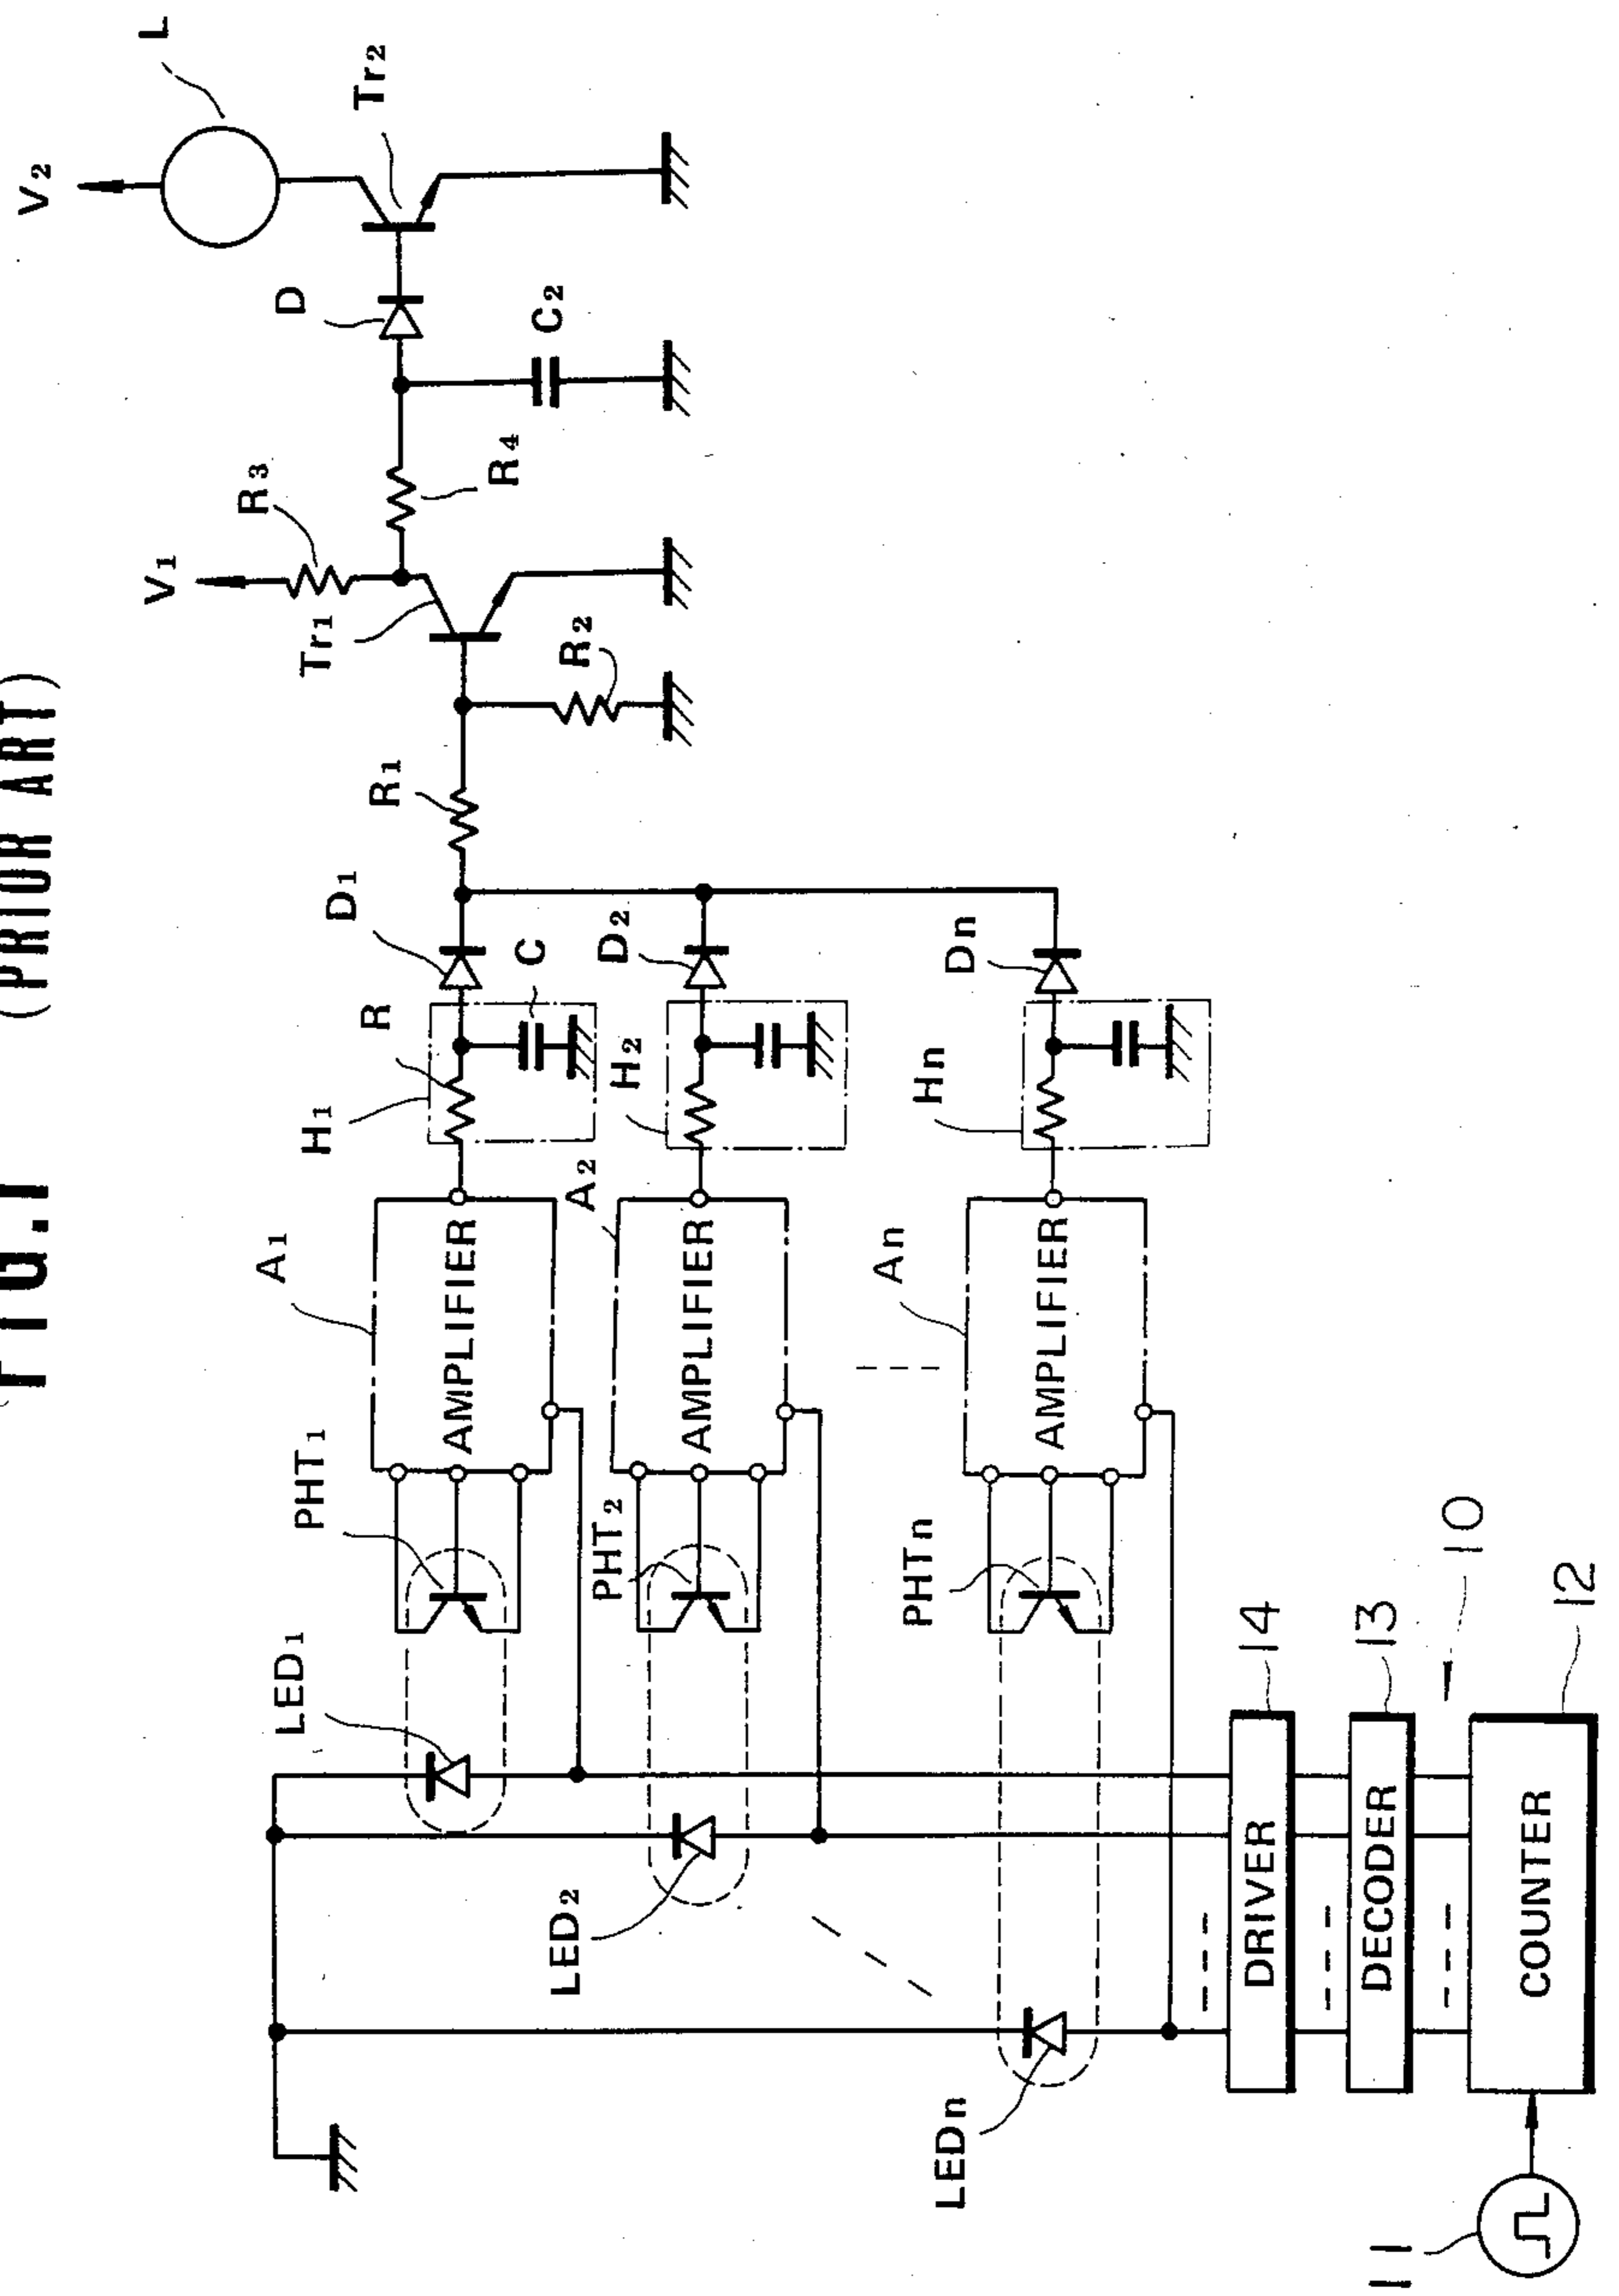 FIG.1 (PRIOR ART)
V₂
L
Tr₂
D
C₂
V₁
R₃
R₄
Tr₁
R₂
R₁
D₁
C
R
H₁
D₂
H₂
Dn
Hn
A₁
AMPLIFIER
A₂
AMPLIFIER
An
AMPLIFIER
PHT₁
PHT₂
PHTn
LED₁
LED₂
LEDn
DRIVER
14
DECODER
13
10
COUNTER
12
11